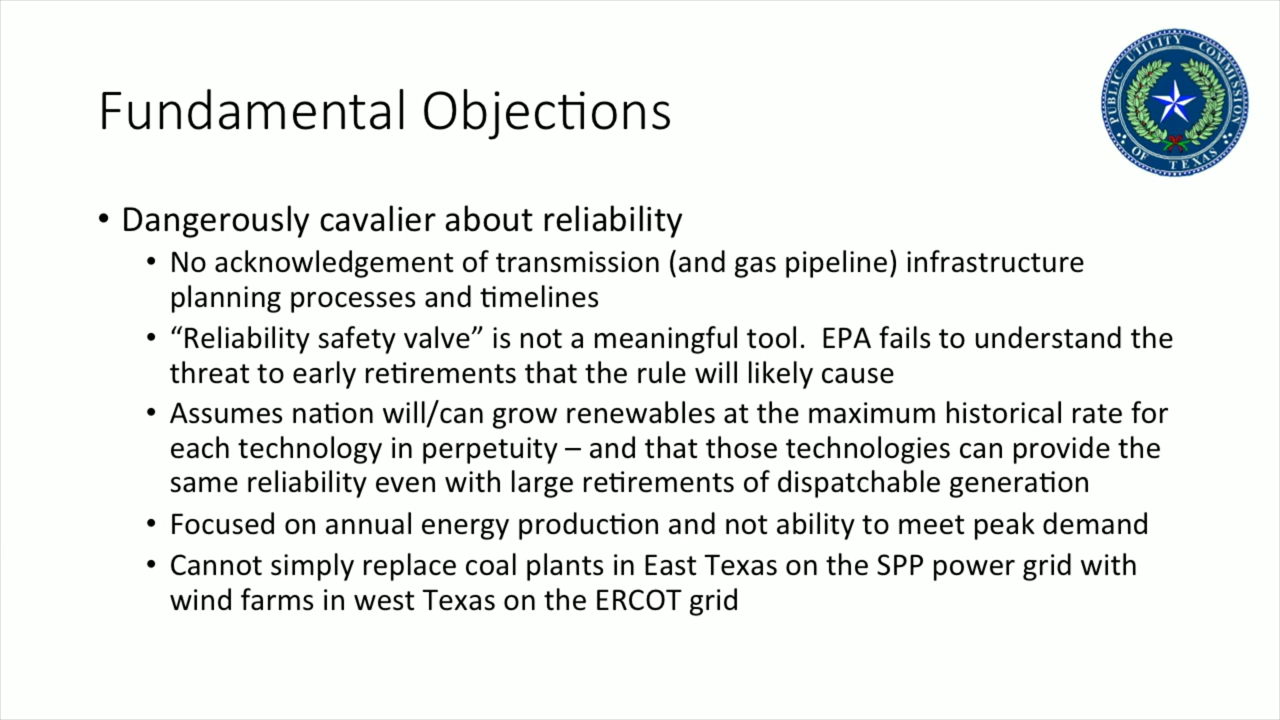 Fundamental Objections
PUBLIC UTILITY COMMISSION
OF TEXAS
• Dangerously cavalier about reliability
• No acknowledgement of transmission (and gas pipeline) infrastructure
planning processes and timelines
• “Reliability safety valve” is not a meaningful tool.  EPA fails to understand the
threat to early retirements that the rule will likely cause
• Assumes nation will/can grow renewables at the maximum historical rate for
each technology in perpetuity – and that those technologies can provide the
same reliability even with large retirements of dispatchable generation
• Focused on annual energy production and not ability to meet peak demand
• Cannot simply replace coal plants in East Texas on the SPP power grid with
wind farms in west Texas on the ERCOT grid